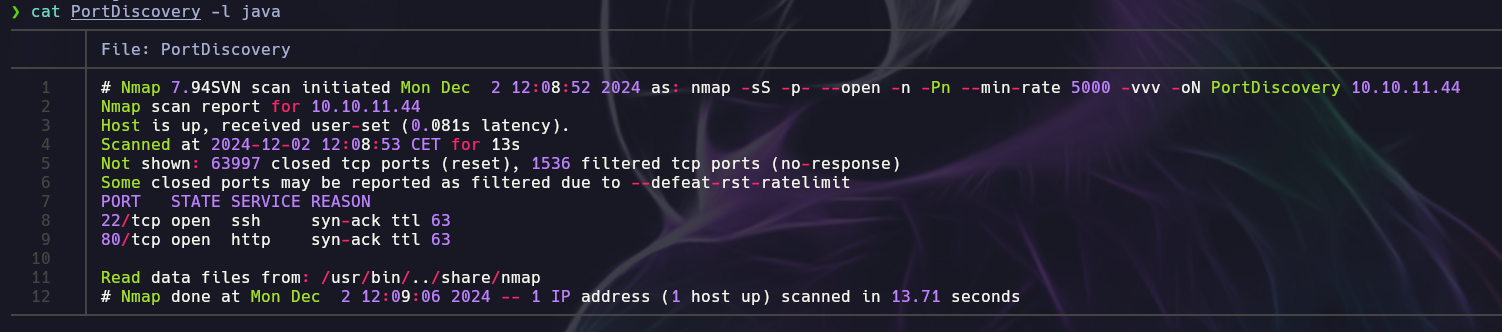 ❯ cat PortDiscovery -l java
File: PortDiscovery
1 # Nmap 7.94SVN scan initiated Mon Dec  2 12:08:52 2024 as: nmap -sS -p- --open -n -Pn --min-rate 5000 -vvv -oN PortDiscovery 10.10.11.44
2 Nmap scan report for 10.10.11.44
3 Host is up, received user-set (0.081s latency).
4 Scanned at 2024-12-02 12:08:53 CET for 13s
5 Not shown: 63997 closed tcp ports (reset), 1536 filtered tcp ports (no-response)
6 Some closed ports may be reported as filtered due to --defeat-rst-ratelimit
7 PORT   STATE SERVICE REASON
8 22/tcp open  ssh     syn-ack ttl 63
9 80/tcp open  http    syn-ack ttl 63
10
11 Read data files from: /usr/bin/../share/nmap
12 # Nmap done at Mon Dec  2 12:09:06 2024 -- 1 IP address (1 host up) scanned in 13.71 seconds